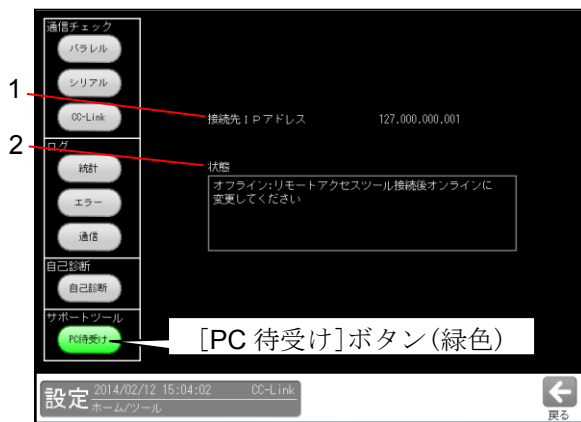 通信チェック
パラレル
シリアル
CC-Link
ログ
統計
エラー
通信
自己診断
自己診断
サポートツール
PC待受け
1
接続先IPアドレス 127.000.000.001
2
状態
オフライン:リモートアクセスツール接続後オンラインに
変更してください
[PC 待受け]ボタン(緑色)
設定 2014/02/12 15:04:02 CC-Link
ホーム/ツール
戻る